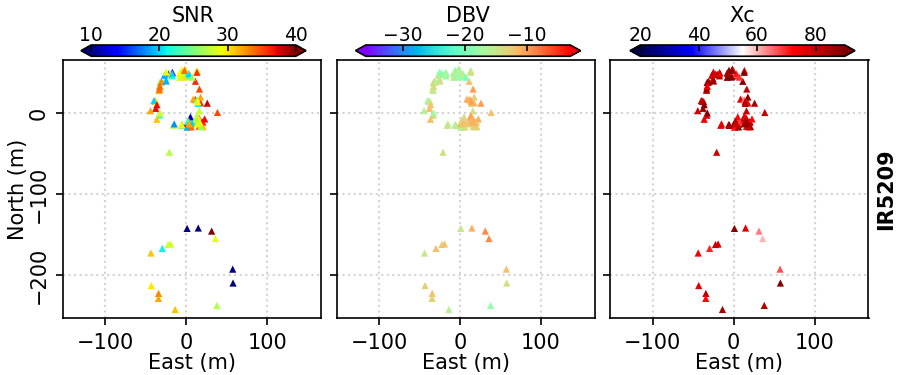 SNR DBV Xc
10 20 30 40 −30 −20 −10 20 40 60 80
North (m)
0
−100
−200
IR5209
−100 0 100 −100 0 100 −100 0 100
East (m) East (m) East (m)